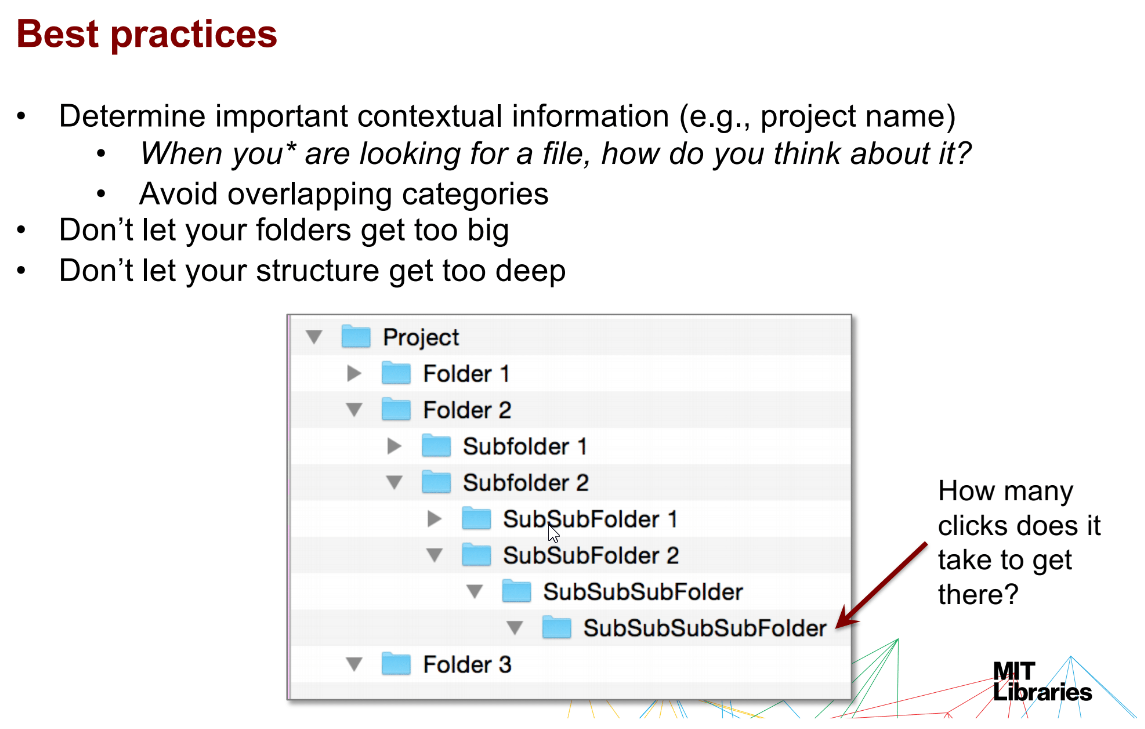 Best practices
• Determine important contextual information (e.g., project name)
• When you* are looking for a file, how do you think about it?
• Avoid overlapping categories
• Don’t let your folders get too big
• Don’t let your structure get too deep
Project
Folder 1
Folder 2
Subfolder 1
Subfolder 2
SubSubFolder 1
SubSubFolder 2
SubSubSubFolder
SubSubSubSubFolder
Folder 3
How many
clicks does it
take to get
there?
MIT
Libraries